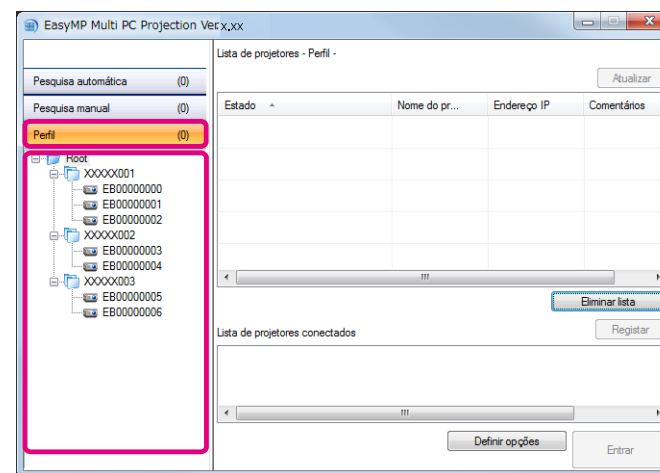 EasyMP Multi PC Projection Ver.x.xx
Pesquisa automática (0)
Pesquisa manual (0)
Perfil (0)
Root
XXXXX001
EB00000000
EB00000001
EB00000002
XXXXX002
EB00000003
EB00000004
XXXXX003
EB00000005
EB00000006
Lista de projetores - Perfil -
Atualizar
Estado Nome do pr... Endereço IP Comentários
Eliminar lista
Lista de projetores conectados
Registar
Definir opções
Entrar